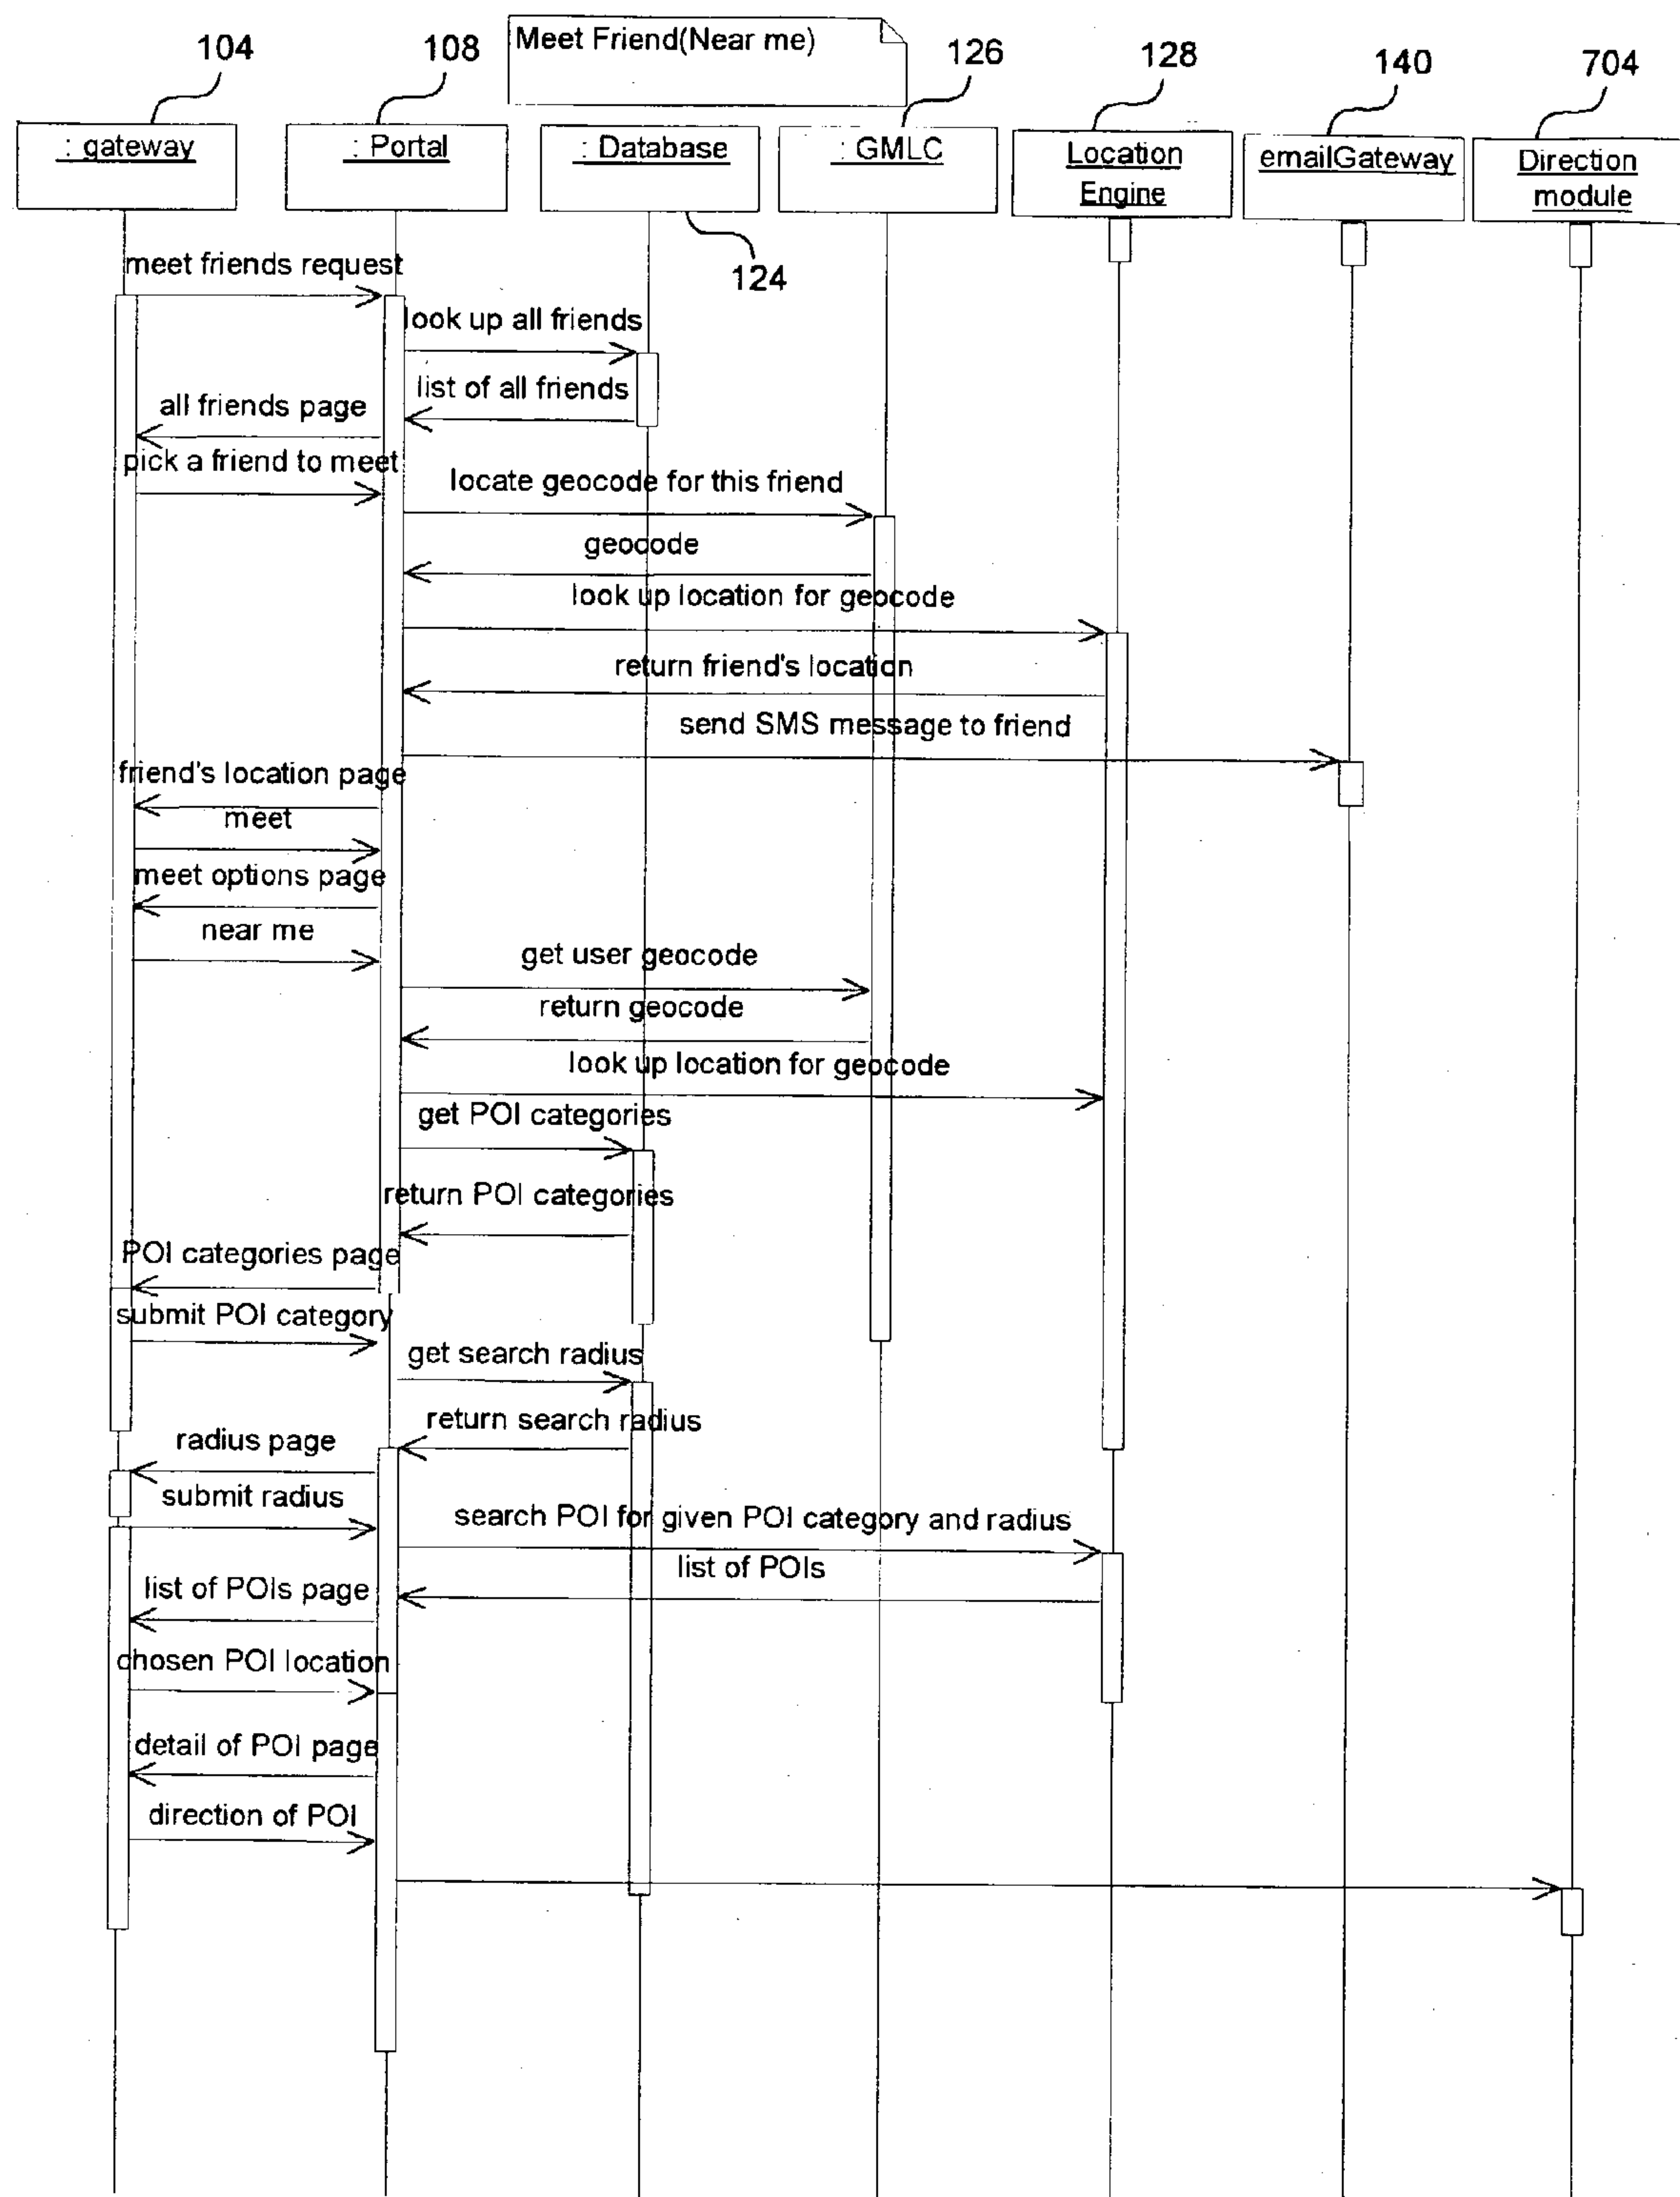 Meet Friend(Near me)
104
108
126
128
140
704
: gateway
: Portal
: Database
: GMLC
Location
Engine
emailGateway
Direction
module
124
meet friends request
look up all friends
list of all friends
all friends page
pick a friend to meet
locate geocode for this friend
geocode
look up location for geocode
return friend's location
send SMS message to friend
friend's location page
meet
meet options page
near me
get user geocode
return geocode
look up location for geocode
get POI categories
return POI categories
POI categories page
submit POI category
get search radius
return search radius
radius page
submit radius
search POI for given POI category and radius
list of POIs
list of POIs page
chosen POI location
detail of POI page
direction of POI